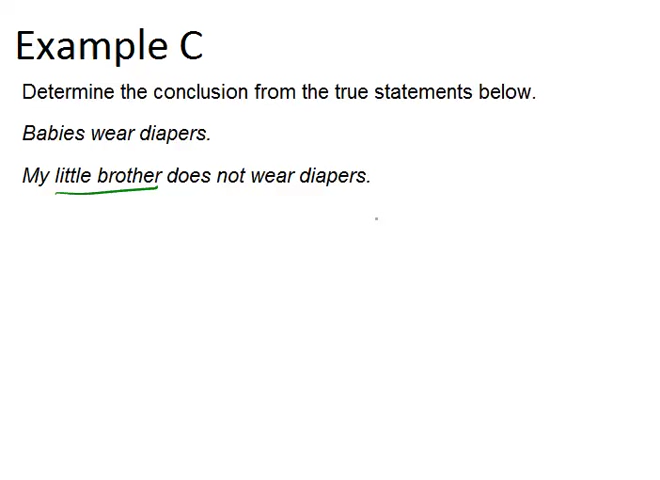 Example C
Determine the conclusion from the true statements below.
Babies wear diapers.
My little brother does not wear diapers.